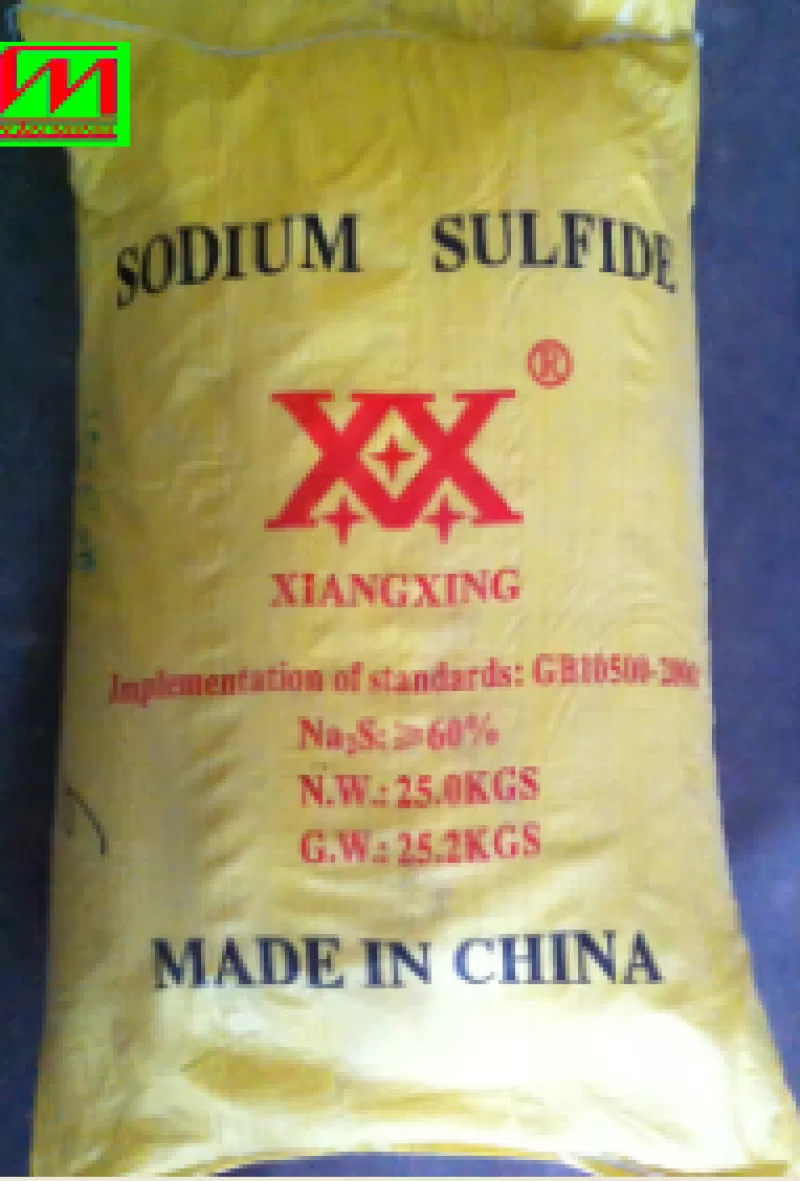 SODIUM SULFIDE
®
XIANGXING
Implementation of standards: GB10500-2000
Na₂S: ≥60%
N.W.: 25.0KGS
G.W.: 25.2KGS
MADE IN CHINA